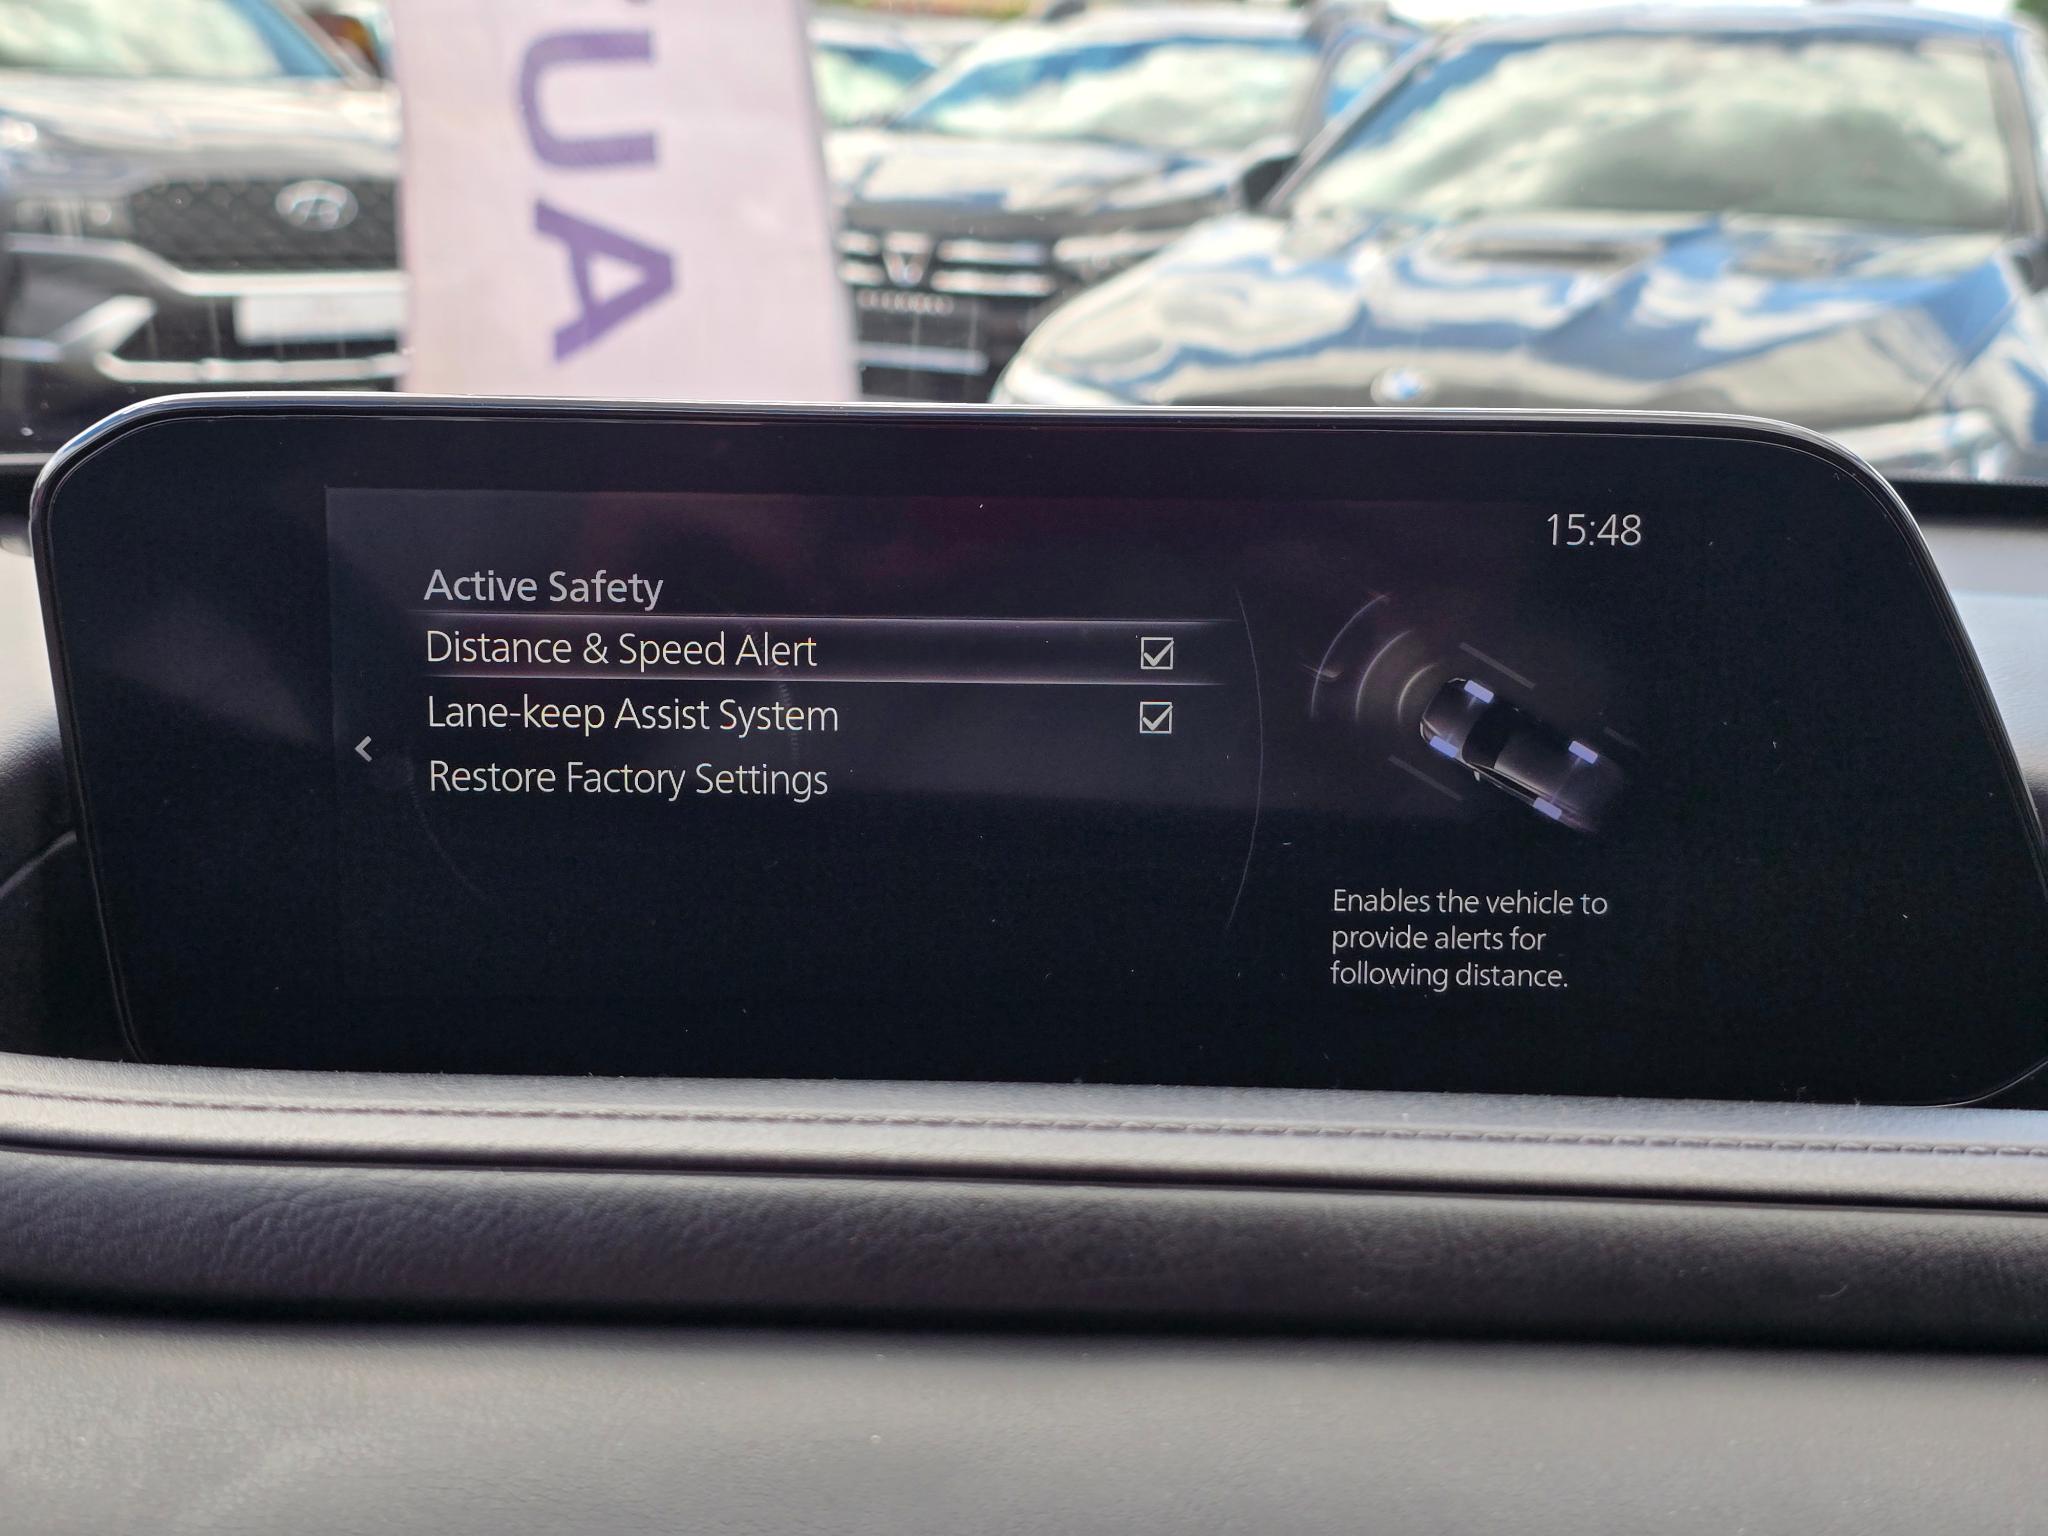 UA
15:48
Active Safety
Distance & Speed Alert
Lane-keep Assist System
Restore Factory Settings
Enables the vehicle to
provide alerts for
following distance.